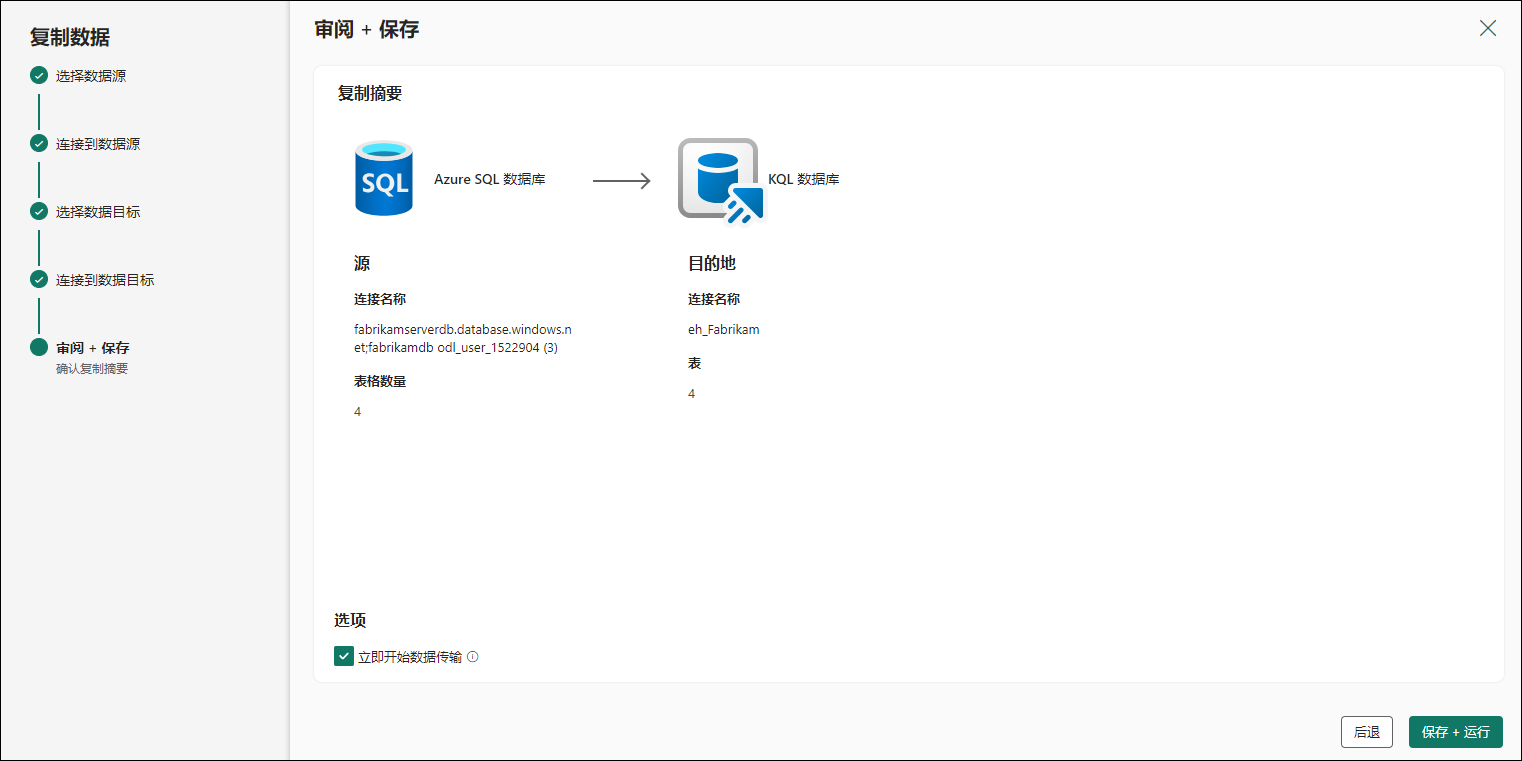 复制数据
选择数据源
连接到数据源
选择数据目标
连接到数据目标
审阅 + 保存
确认复制摘要
审阅 + 保存
复制摘要
SQL
Azure SQL 数据库
KQL 数据库
源
连接名称
fabrikamserverdb.database.windows.n
et;fabrikamdb odl_user_1522904 (3)
表格数量
4
目的地
连接名称
eh_Fabrikam
表
4
选项
立即开始数据传输
后退
保存 + 运行